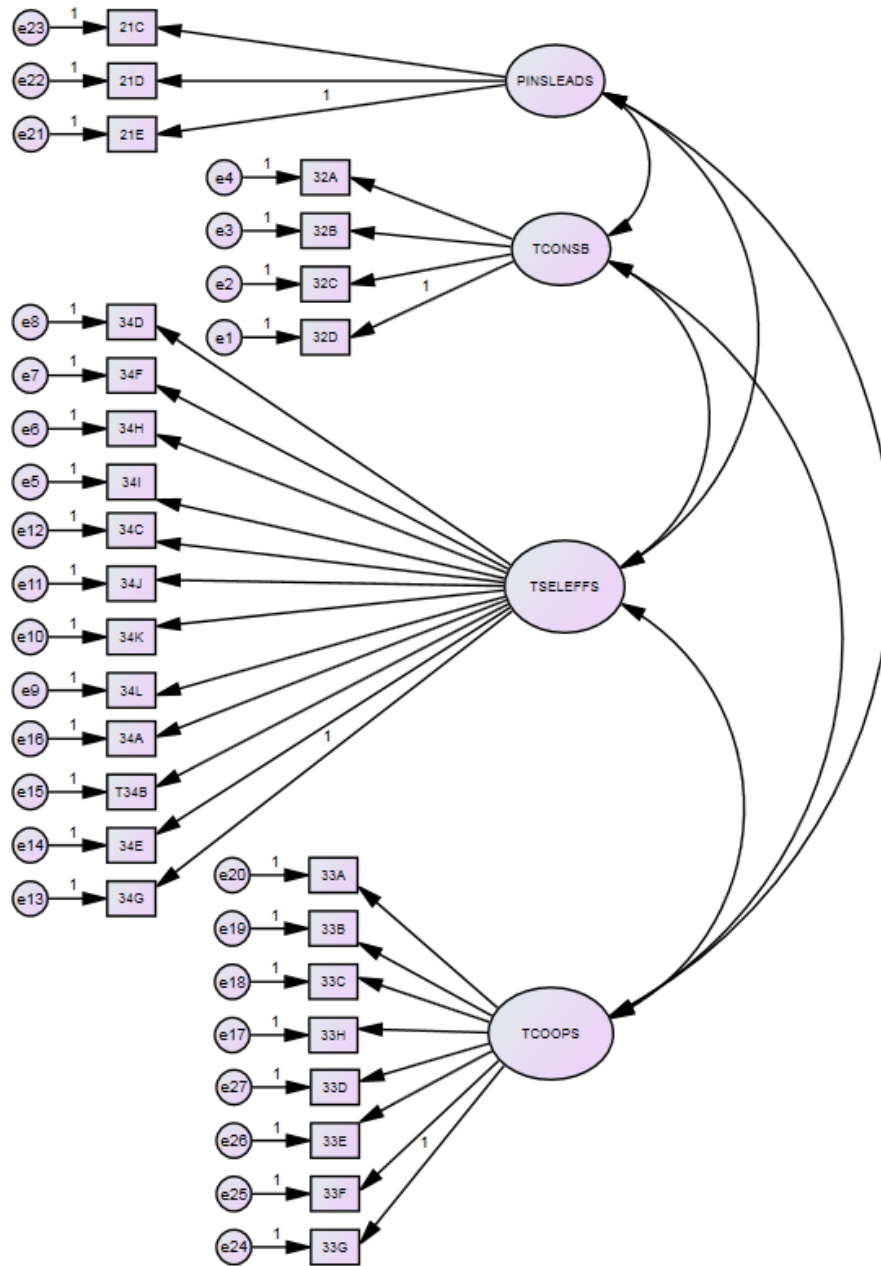 e23 1 21C
e22 1 21D
e21 1 21E
1
PINSLEADS
e4 1 32A
e3 1 32B
e2 1 32C
e1 1 32D
1
TCONSB
e8 1 34D
e7 1 34F
e6 1 34H
e5 1 34I
e12 1 34C
e11 1 34J
e10 1 34K
e9 1 34L
e16 1 34A
e15 1 T34B
e14 1 34E
e13 1 34G
1
TSELEFFS
e20 1 33A
e19 1 33B
e18 1 33C
e17 1 33H
e27 1 33D
e26 1 33E
e25 1 33F
e24 1 33G
1
TCOOPS